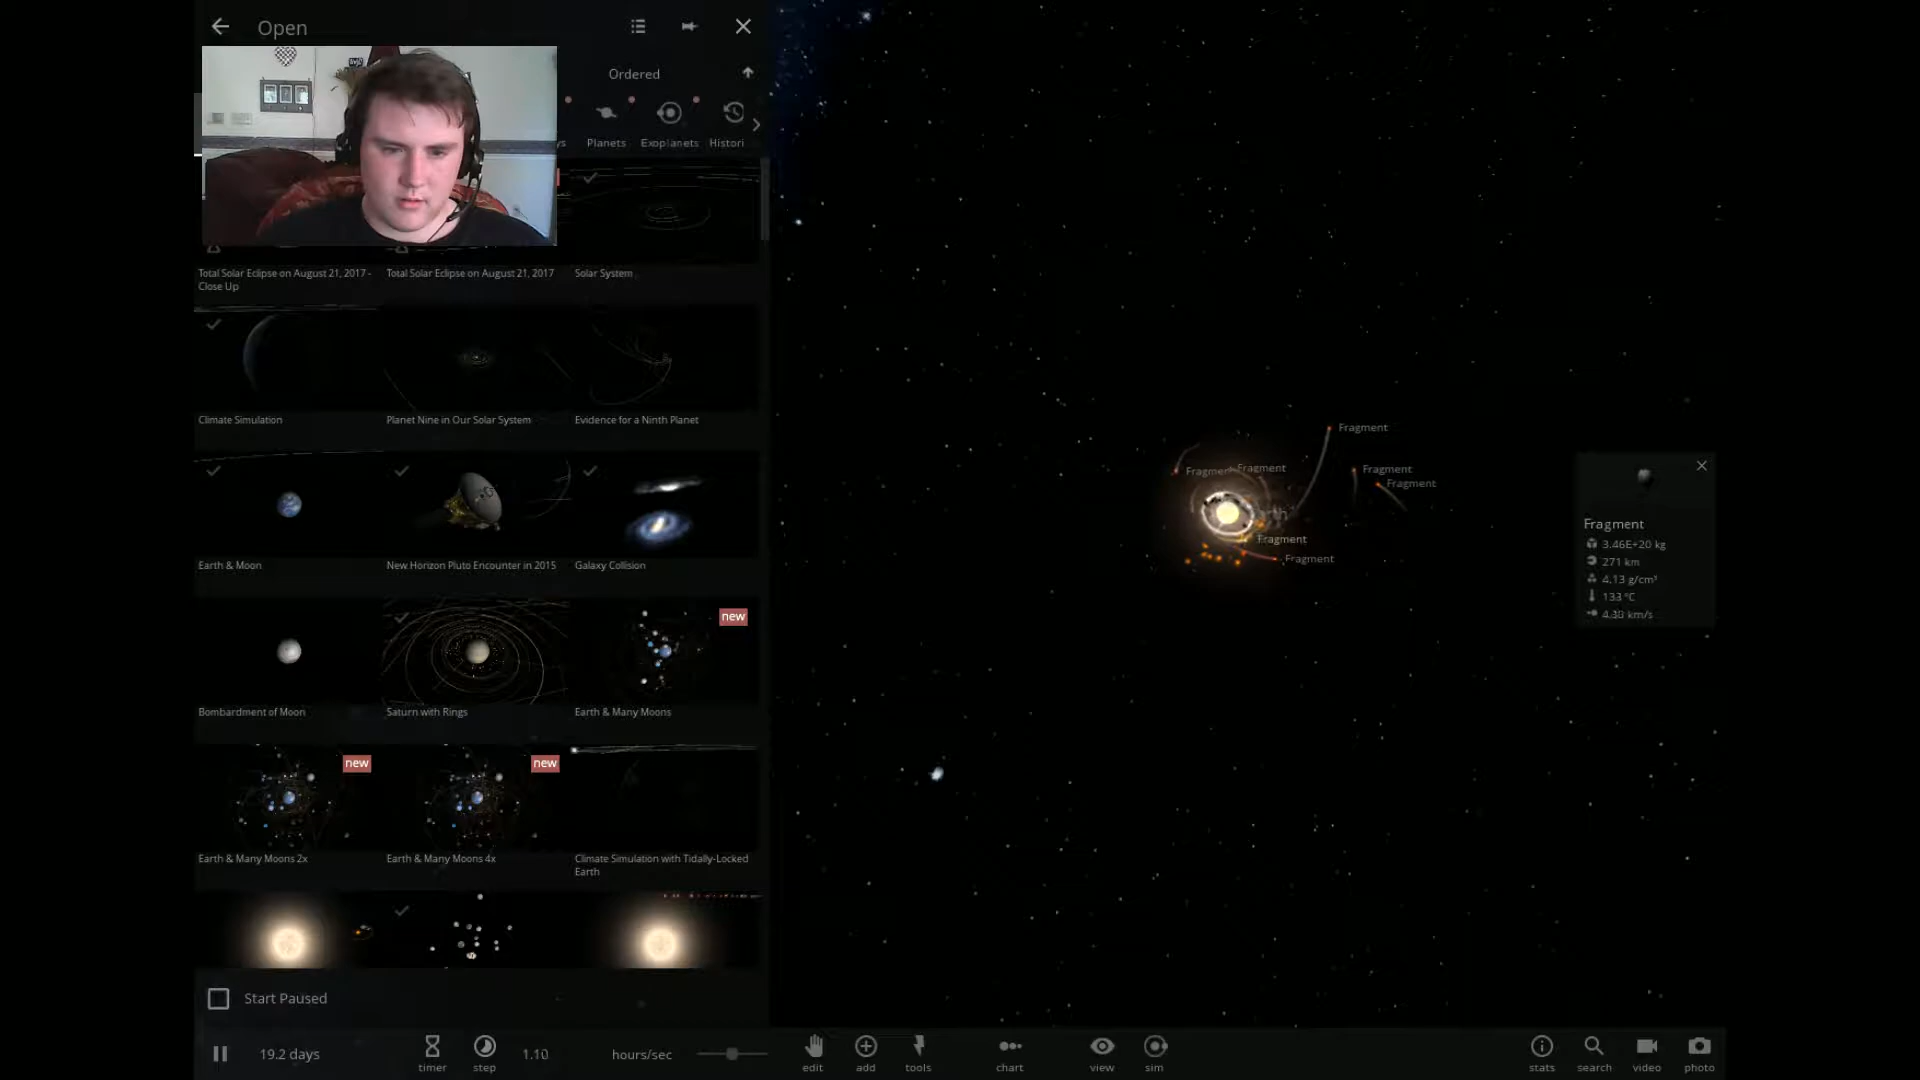 Open
Ordered
ys
Planets
Exoplanets
Histori
Total Solar Eclipse on August 21, 2017 -
Close Up
Total Solar Eclipse on August 21, 2017
Solar System
Climate Simulation
Planet Nine in Our Solar System
Evidence for a Ninth Planet
Earth & Moon
New Horizon Pluto Encounter in 2015
Galaxy Collision
new
Bombardment of Moon
Saturn with Rings
Earth & Many Moons
new
new
Earth & Many Moons 2x
Earth & Many Moons 4x
Climate Simulation with Tidally-Locked
Earth
Start Paused
19.2 days
timer
step
1.10
hours/sec
edit
add
tools
chart
view
sim
stats
search
video
photo
Fragment
Fragment
Fragment
Fragment
Fragment
Fragment
Fragment
Fragment
3.46E+20 kg
271 km
4.13 g/cm³
133 °C